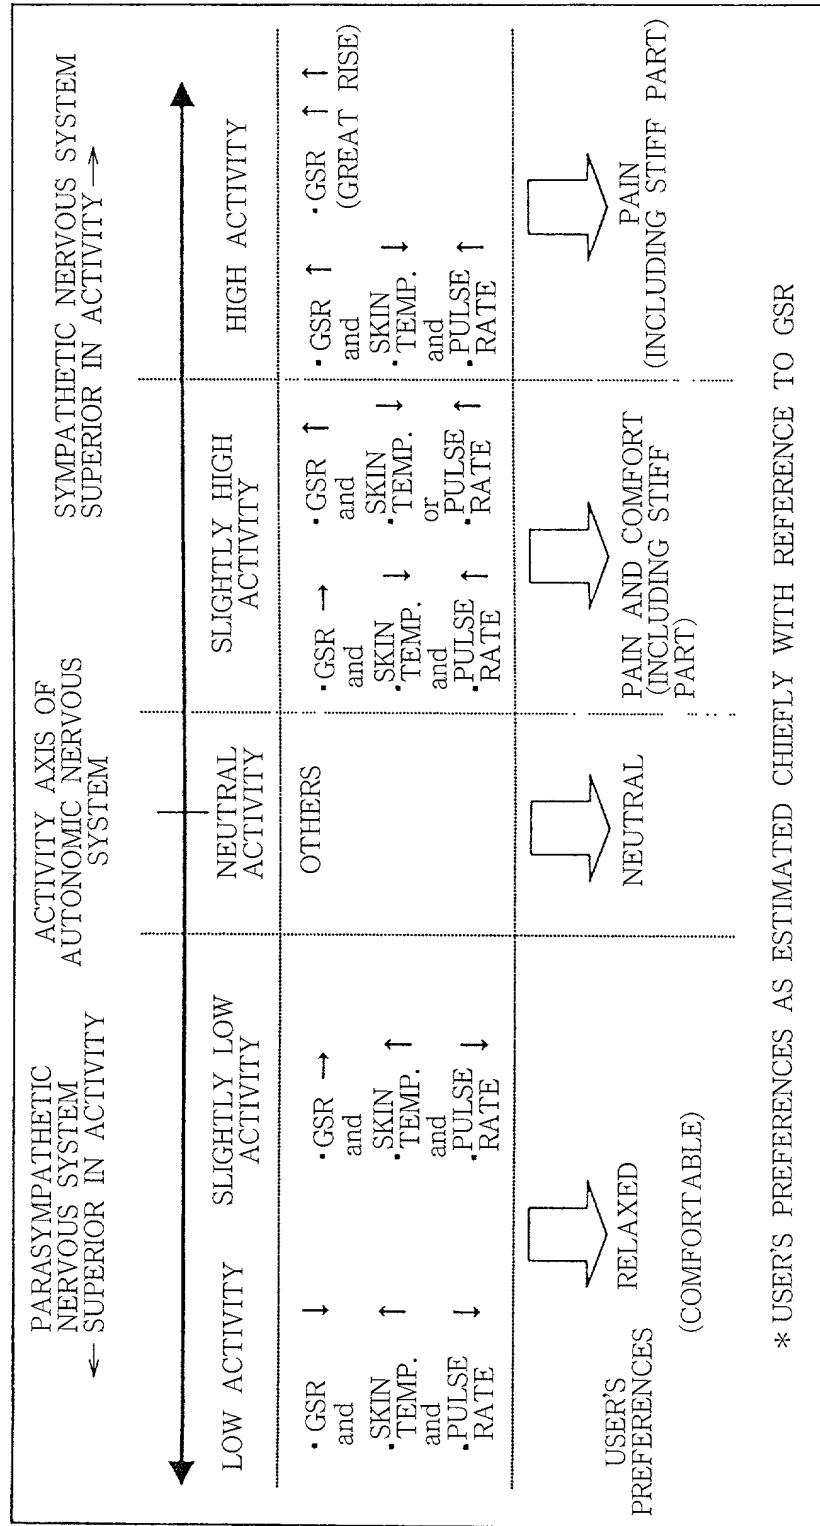 PARASYMPATHETIC
NERVOUS SYSTEM
← SUPERIOR IN ACTIVITY
ACTIVITY AXIS OF
AUTONOMIC NERVOUS
SYSTEM
SYMPATHETIC NERVOUS SYSTEM
SUPERIOR IN ACTIVITY →
LOW ACTIVITY
SLIGHTLY LOW
ACTIVITY
NEUTRAL
ACTIVITY
SLIGHTLY HIGH
ACTIVITY
HIGH ACTIVITY
・GSR ↓
and
・SKIN
TEMP. ↑
and
・PULSE
RATE ↓
・GSR →
and
・SKIN
TEMP. ↑
and
・PULSE
RATE ↓
OTHERS
・GSR →
and
・SKIN
TEMP. ↓
and
・PULSE
RATE ↑
・GSR ↑
and
・SKIN
TEMP. ↓
or
・PULSE
RATE ↑
・GSR ↑
and
・SKIN
TEMP. ↓
and
・PULSE
RATE ↑
・GSR ↑ ↑
(GREAT RISE)
USER'S
PREFERENCES
RELAXED
(COMFORTABLE)
NEUTRAL
PAIN AND COMFORT
(INCLUDING STIFF
PART)
PAIN
(INCLUDING STIFF PART)
* USER'S PREFERENCES AS ESTIMATED CHIEFLY WITH REFERENCE TO GSR